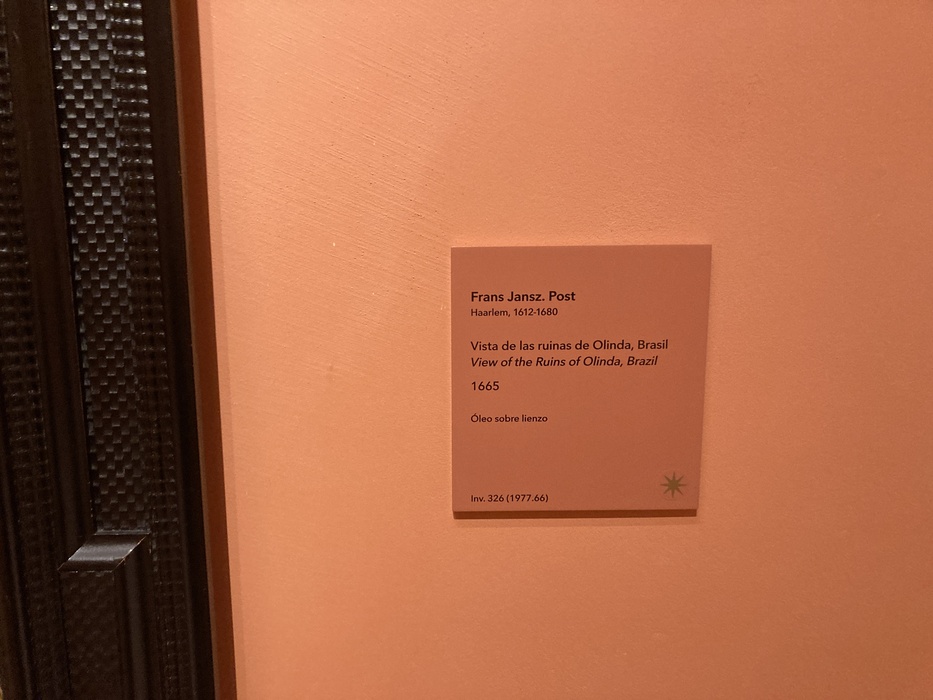 Frans Jansz. Post
Haarlem, 1612-1680
Vista de las ruinas de Olinda, Brasil
View of the Ruins of Olinda, Brazil
1665
Óleo sobre lienzo
Inv. 326 (1977.66)